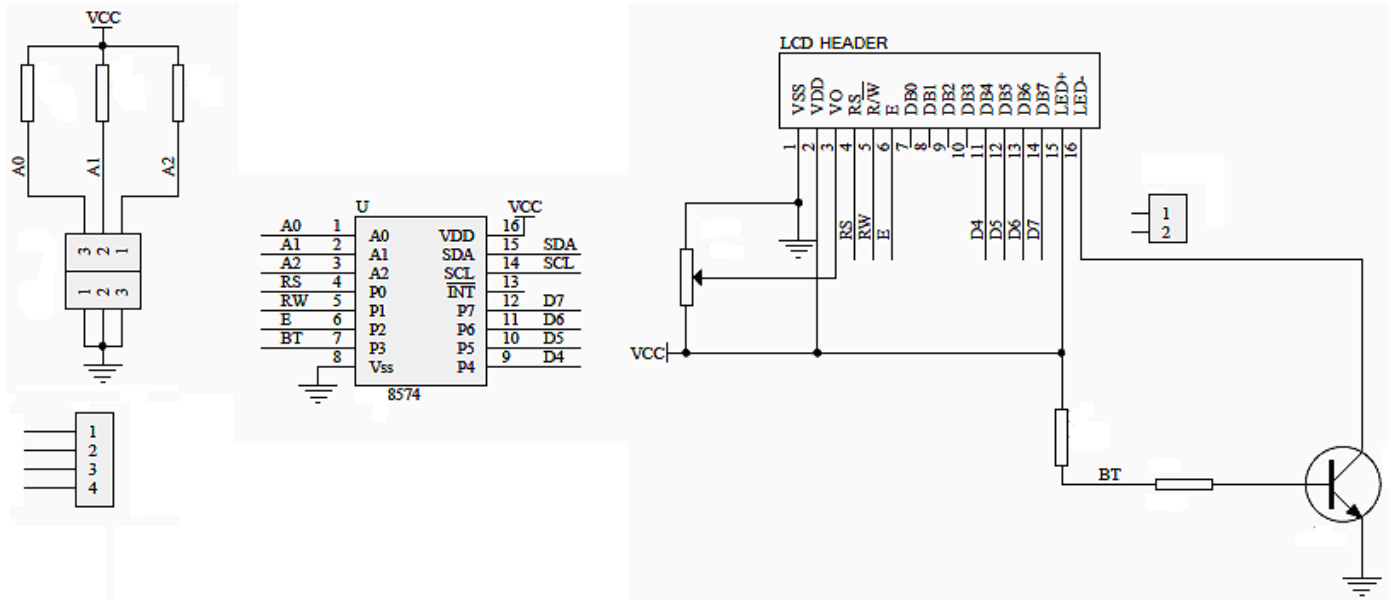 VCC
A0
A1
A2
3 2 1
1 2 3
1
2
3
4
U
VCC
A0 1 A0 VDD 16
A1 2 A1 SDA 15 SDA
A2 3 A2 SCL 14 SCL
RS 4 P0 INT 13
RW 5 P1 P7 12 D7
E 6 P2 P6 11 D6
BT 7 P3 P5 10 D5
8 Vss P4 9 D4
8574
LCD HEADER
VSS
VDD
VO
RS
R/W
E
DB0
DB1
DB2
DB3
DB4
DB5
DB6
DB7
LED+
LED-
1
2
3
4
5
6
7
8
9
10
11
12
13
14
15
16
RS
RW
E
D4
D5
D6
D7
1
2
VCC
BT